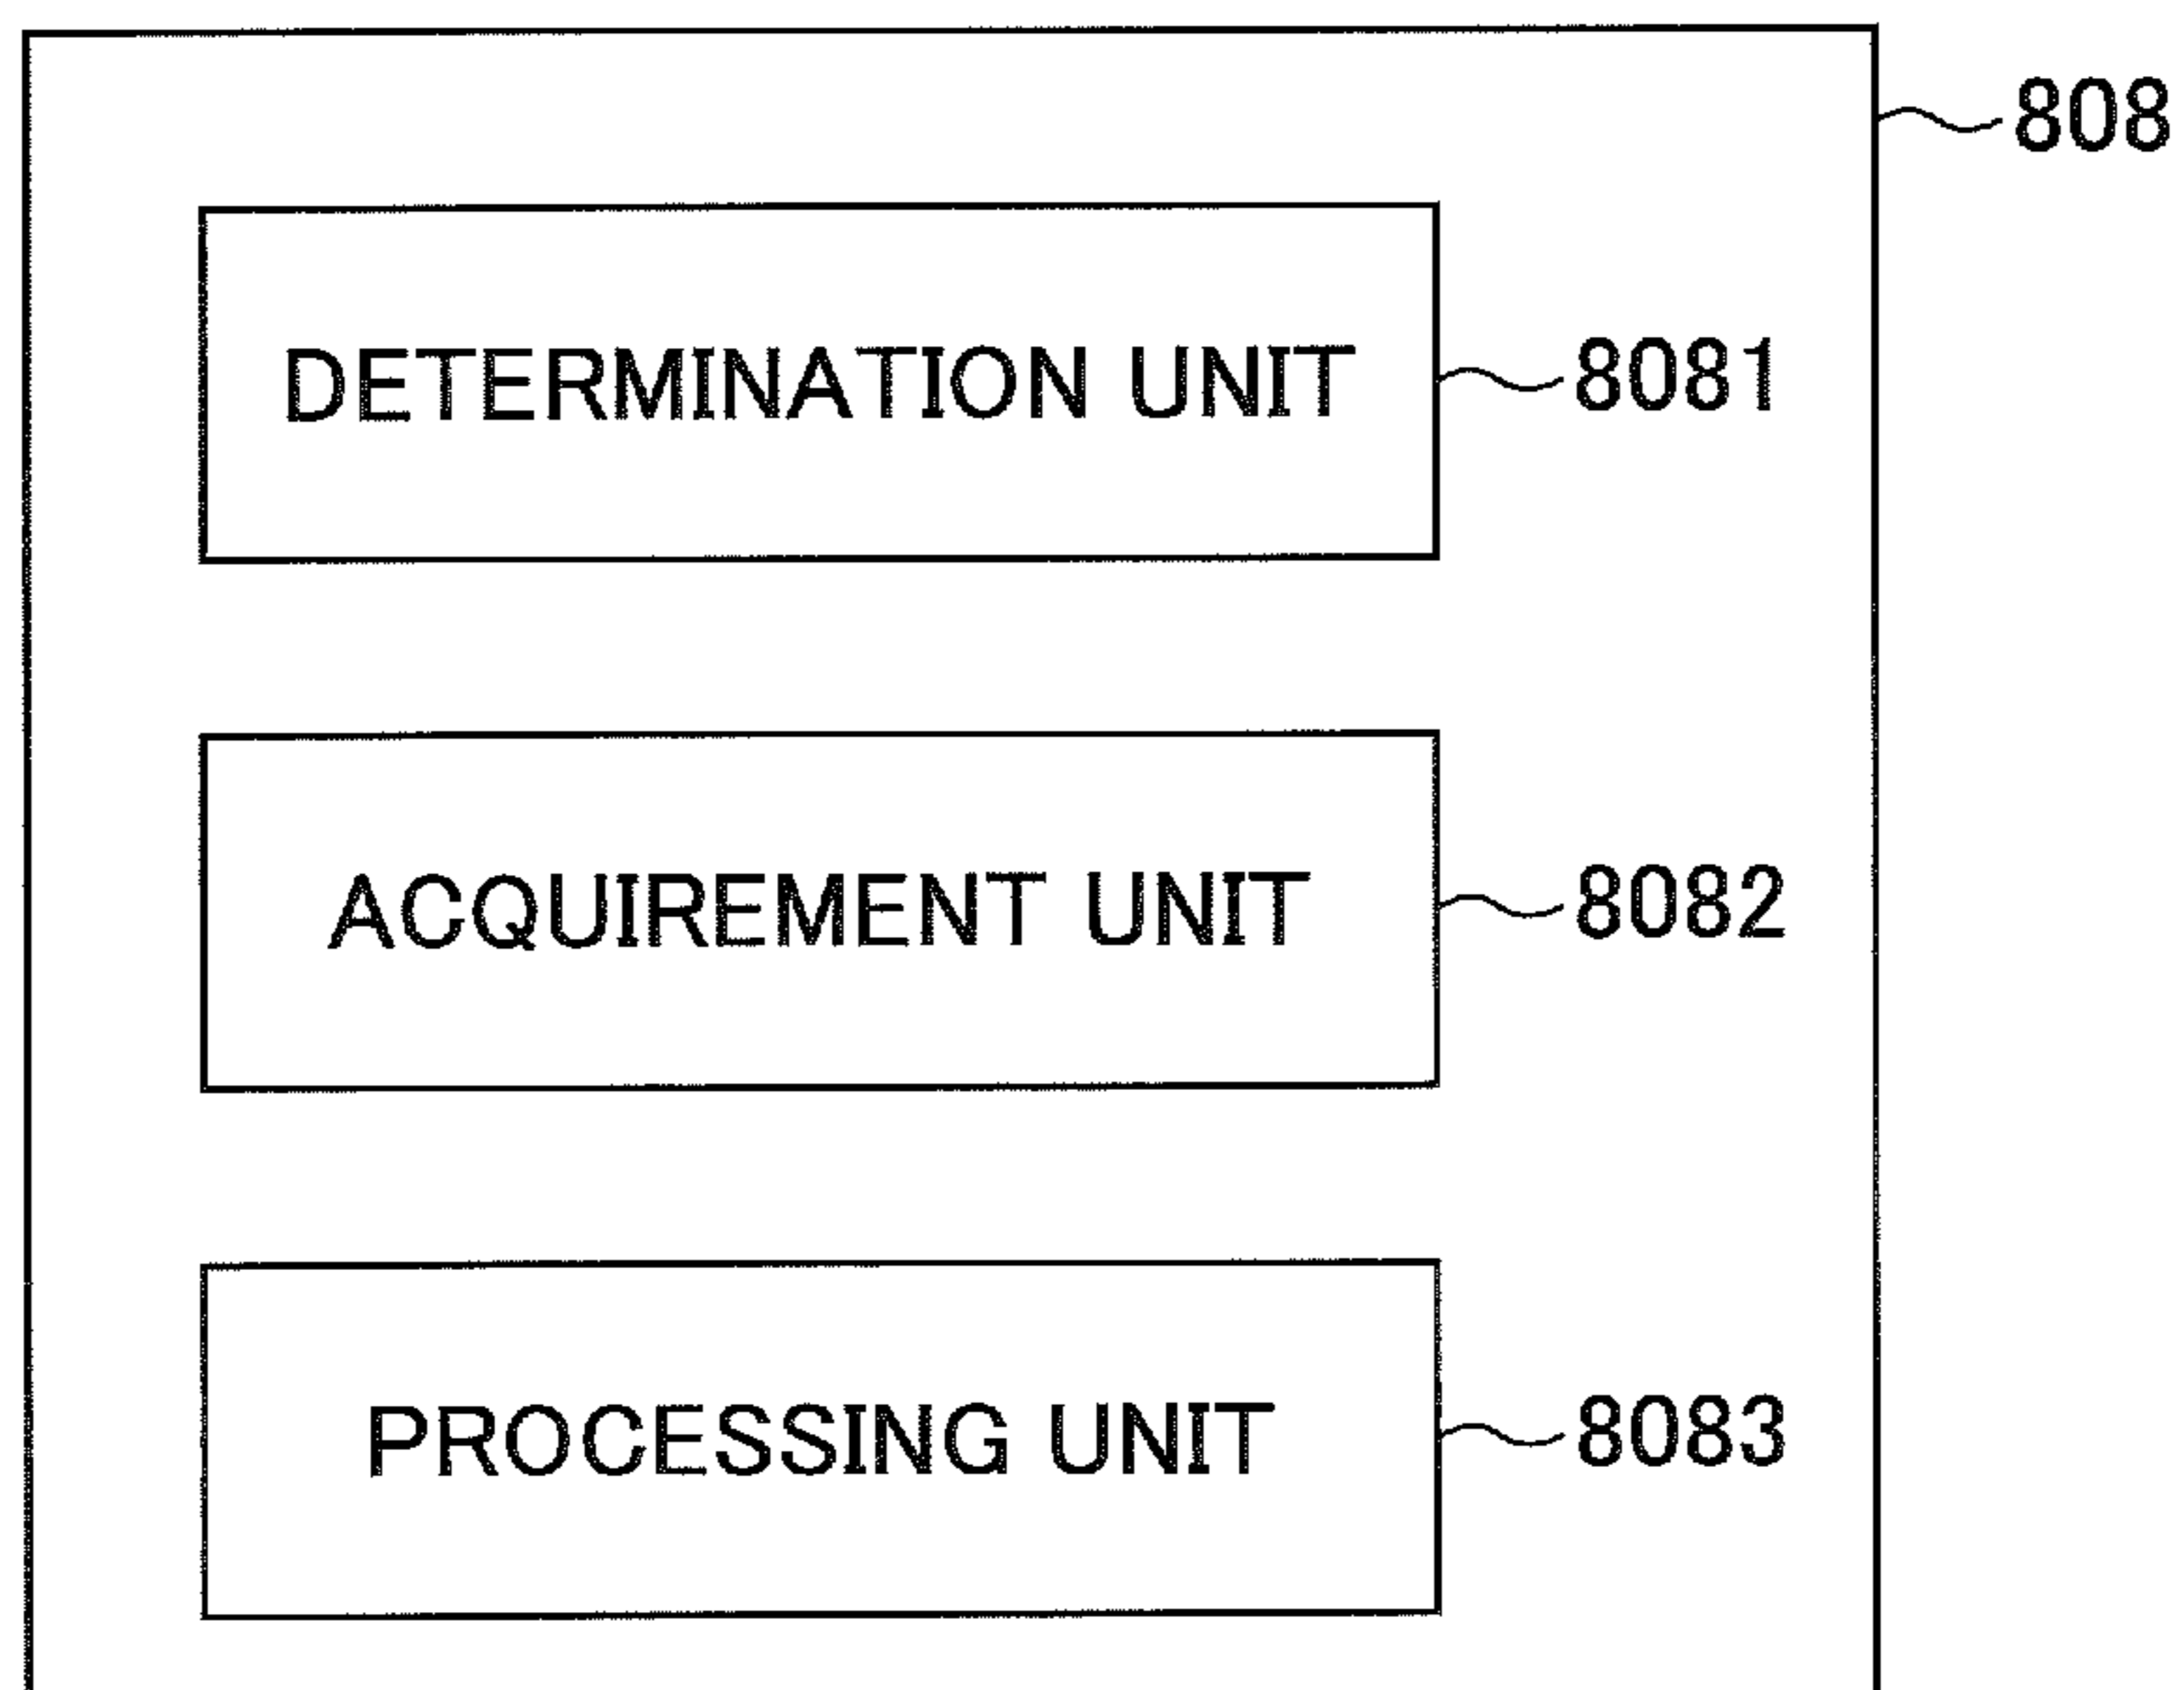 808
DETERMINATION UNIT 8081
ACQUIREMENT UNIT 8082
PROCESSING UNIT 8083